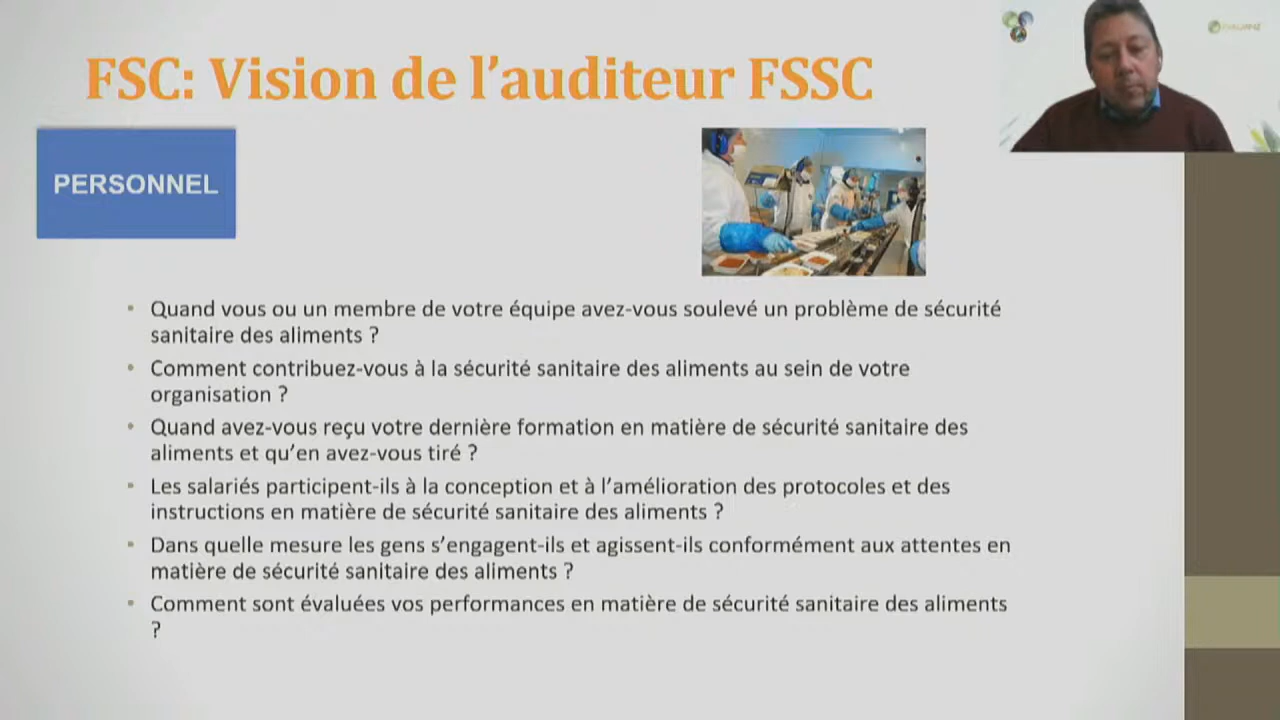 FSC: Vision de l’auditeur FSSC
PERSONNEL
Quand vous ou un membre de votre équipe avez-vous soulevé un problème de sécurité
sanitaire des aliments ?
Comment contribuez-vous à la sécurité sanitaire des aliments au sein de votre
organisation ?
Quand avez-vous reçu votre dernière formation en matière de sécurité sanitaire des
aliments et qu’en avez-vous tiré ?
Les salariés participent-ils à la conception et à l’amélioration des protocoles et des
instructions en matière de sécurité sanitaire des aliments ?
Dans quelle mesure les gens s’engagent-ils et agissent-ils conformément aux attentes en
matière de sécurité sanitaire des aliments ?
Comment sont évaluées vos performances en matière de sécurité sanitaire des aliments
?